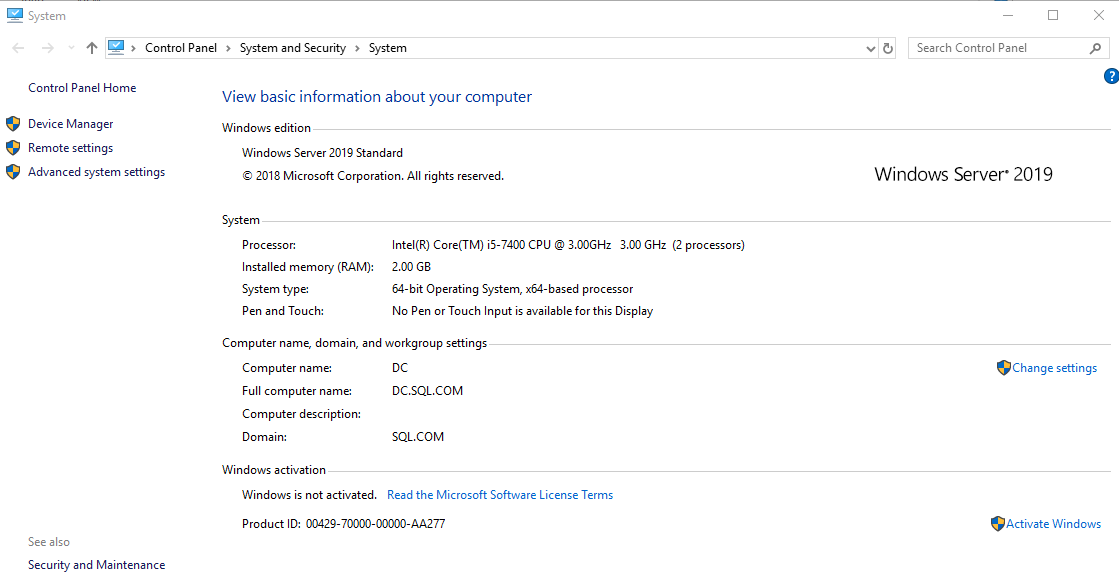 System
Control Panel › System and Security › System
Search Control Panel
?
Control Panel Home
Device Manager
Remote settings
Advanced system settings
View basic information about your computer
Windows edition
Windows Server 2019 Standard
© 2018 Microsoft Corporation. All rights reserved.
Windows Server® 2019
System
Processor: Intel(R) Core(TM) i5-7400 CPU @ 3.00GHz 3.00 GHz (2 processors)
Installed memory (RAM): 2.00 GB
System type: 64-bit Operating System, x64-based processor
Pen and Touch: No Pen or Touch Input is available for this Display
Computer name, domain, and workgroup settings
Computer name: DC
Change settings
Full computer name: DC.SQL.COM
Computer description:
Domain: SQL.COM
Windows activation
Windows is not activated. Read the Microsoft Software License Terms
Product ID: 00429-70000-00000-AA277
Activate Windows
See also
Security and Maintenance